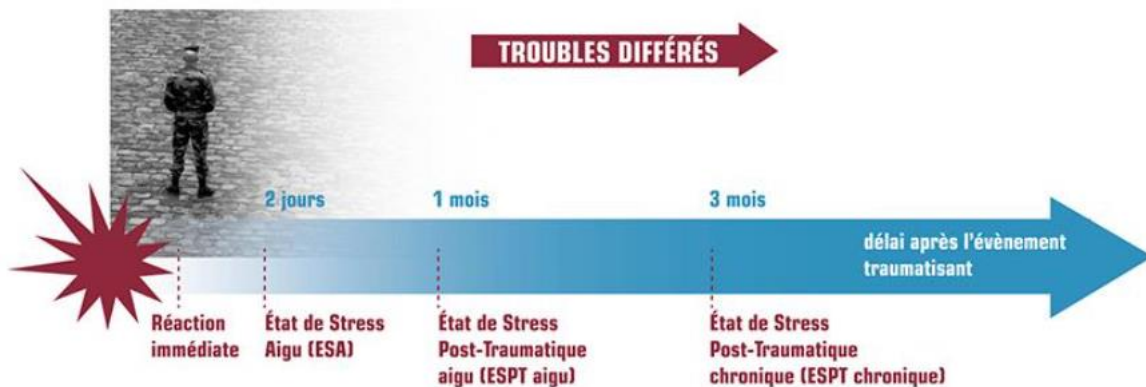 TROUBLES DIFFÉRÉS
2 jours
1 mois
3 mois
délai après l'évènement
traumatisant
Réaction
immédiate
État de Stress
Aigu (ESA)
État de Stress
Post-Traumatique
aigu (ESPT aigu)
État de Stress
Post-Traumatique
chronique (ESPT chronique)